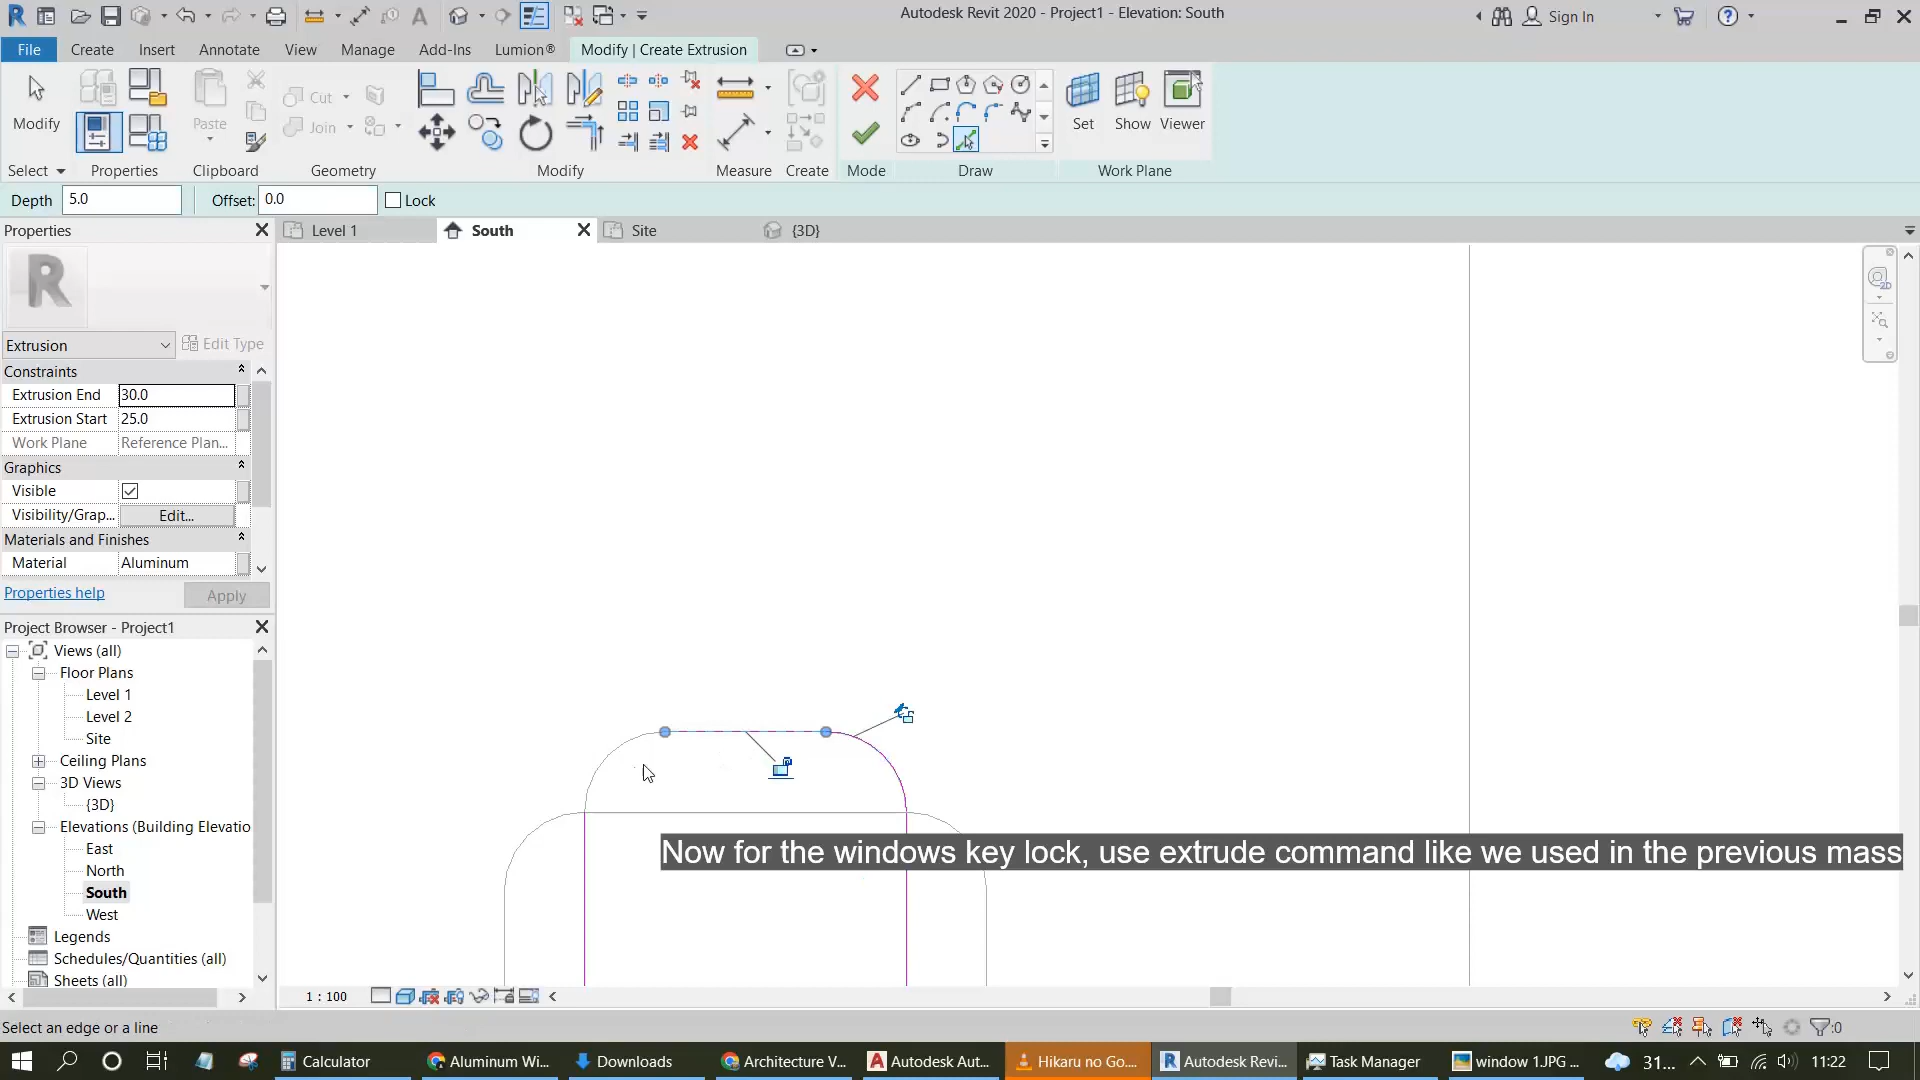 Autodesk Revit 2020 - Project1 - Elevation: South
Sign In
File Create Insert Annotate View Manage Add-Ins Lumion® Modify | Create Extrusion
Modify Paste Cut Join Set Show Viewer
Select Properties Clipboard Geometry Modify Measure Create Mode Draw Work Plane
Depth 5.0 Offset: 0.0 Lock
Properties
Level 1 South Site {3D}
R
Extrusion Edit Type
Constraints
Extrusion End 30.0
Extrusion Start 25.0
Work Plane Reference Plan...
Graphics
Visible
Visibility/Grap... Edit...
Materials and Finishes
Material Aluminum
Properties help Apply
Project Browser - Project1
Views (all)
Floor Plans
Level 1
Level 2
Site
Ceiling Plans
3D Views
{3D}
Elevations (Building Elevatio
East
North
South
West
Legends
Schedules/Quantities (all)
Sheets (all)
Now for the windows key lock, use extrude command like we used in the previous mass
1 : 100
Select an edge or a line
:0
Calculator Aluminum Wi... Downloads Architecture V... Autodesk Aut... Hikaru no Go.... Autodesk Revi... Task Manager window 1.JPG ... 31... 11:22